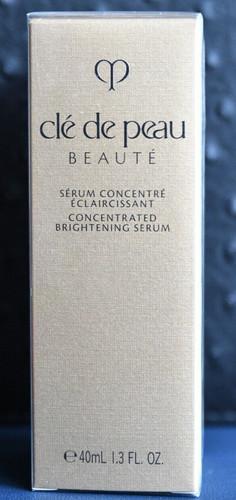 clé de peau
BEAUTÉ
SÉRUM CONCENTRÉ
ÉCLAIRCISSANT
CONCENTRATED
BRIGHTENING SERUM
℮40mL 1.3 FL. OZ.